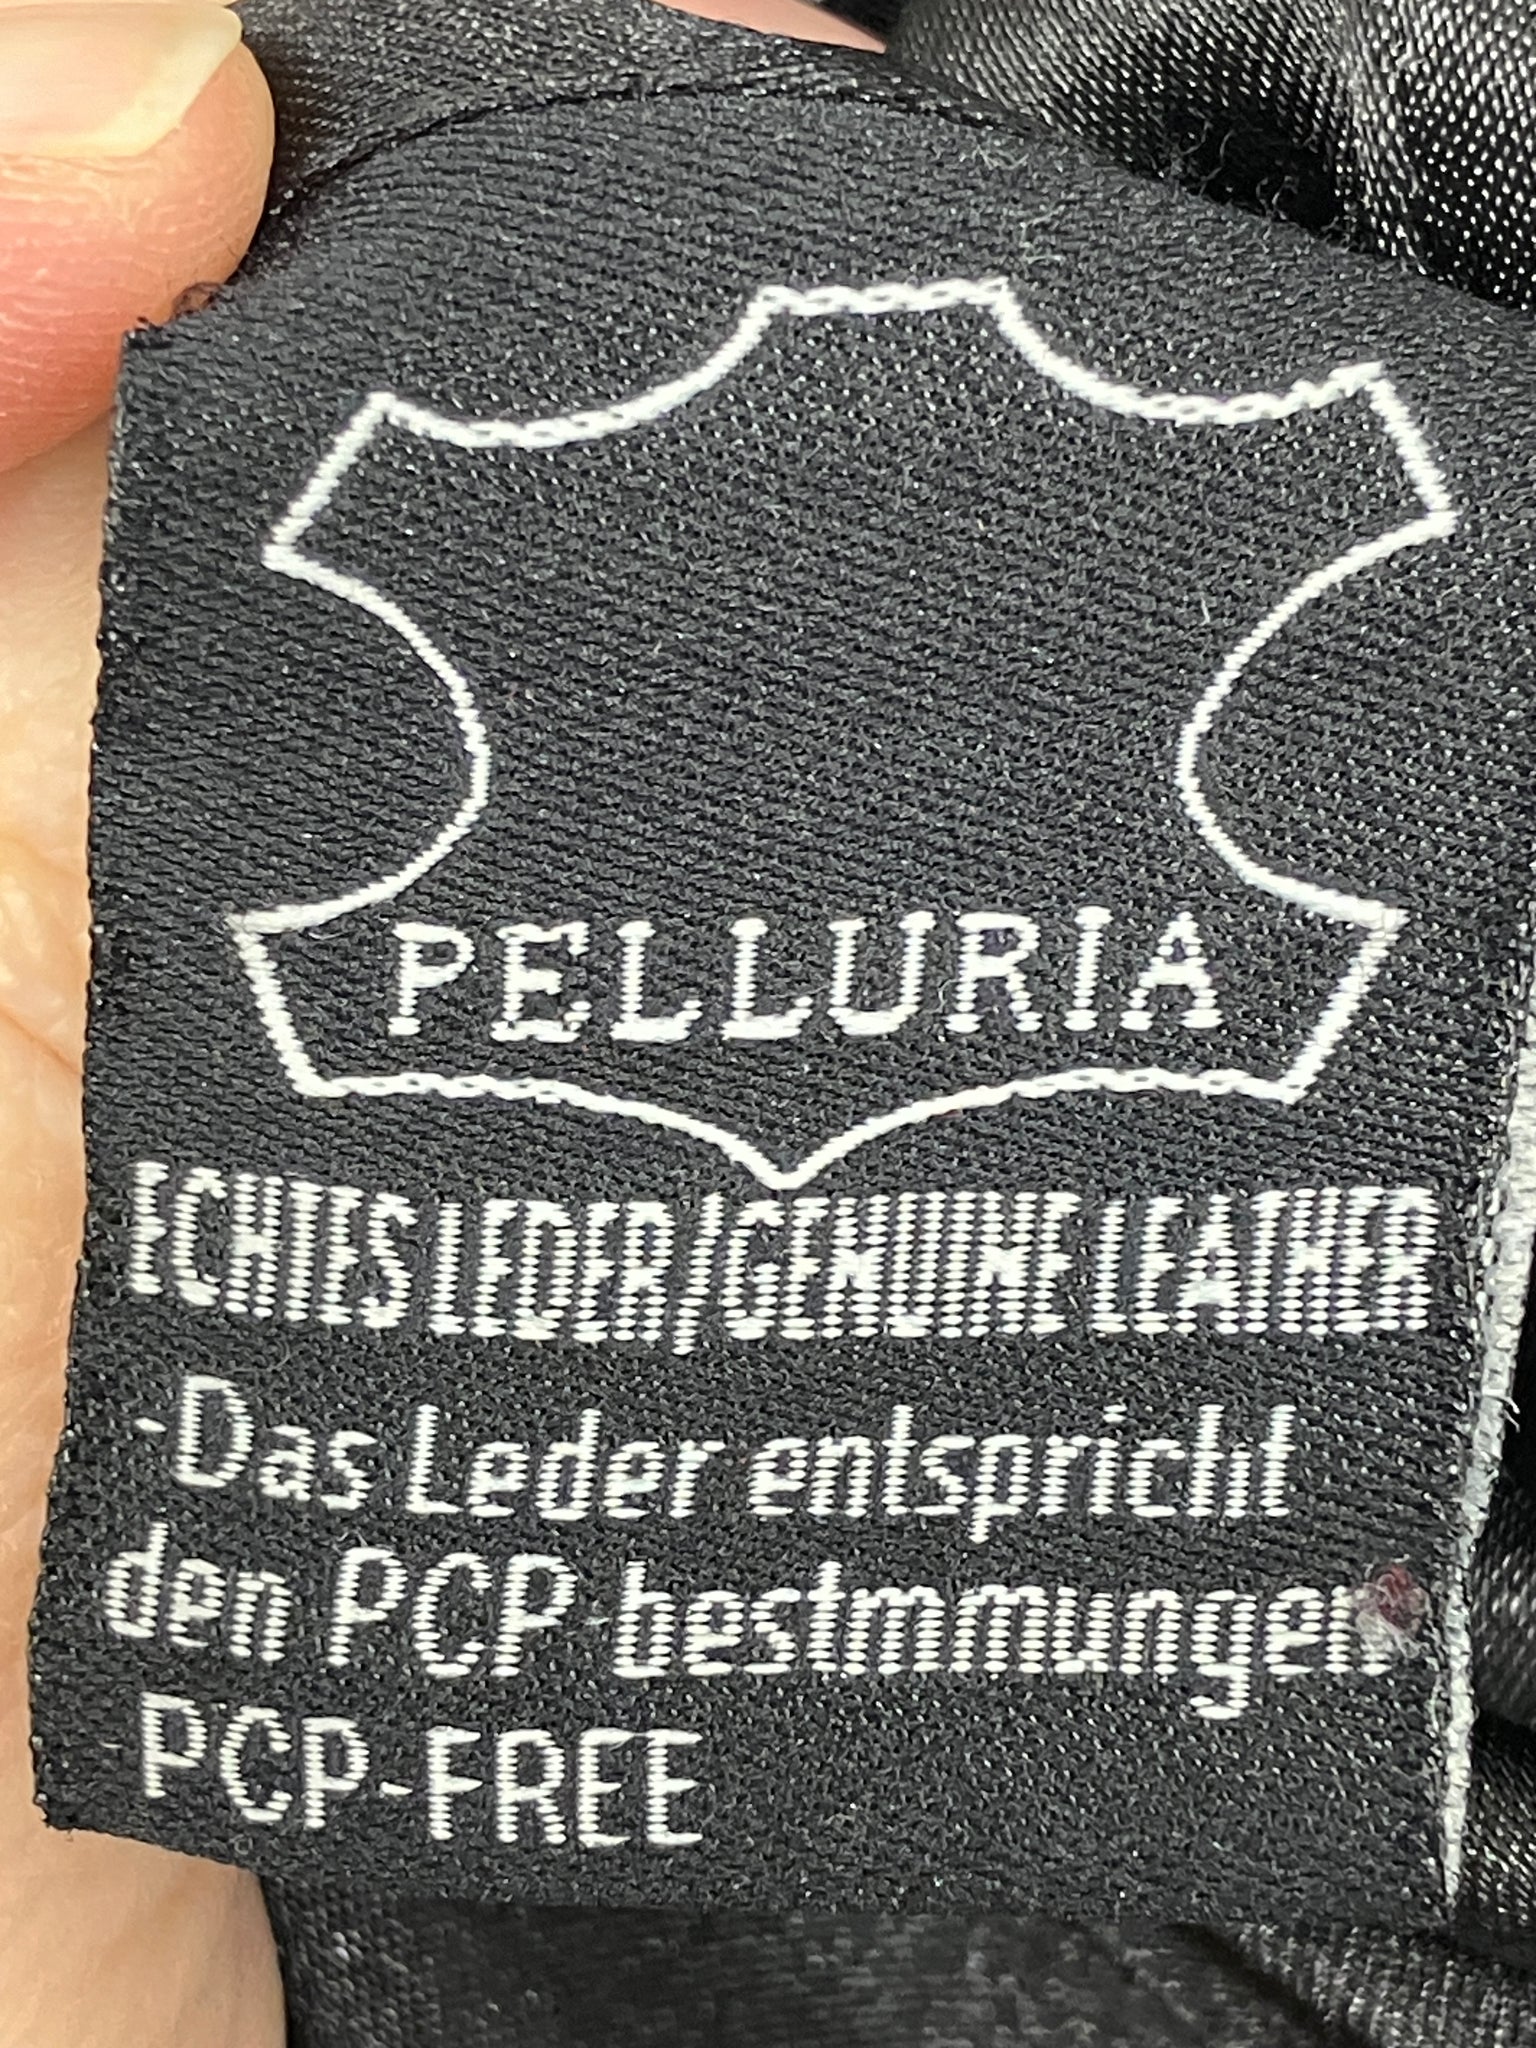 PELLURIA
ECHTES LEDER/GENUINE LEATHER
-Das Leder entspricht
den PCP bestmmungen
PCP-FREE